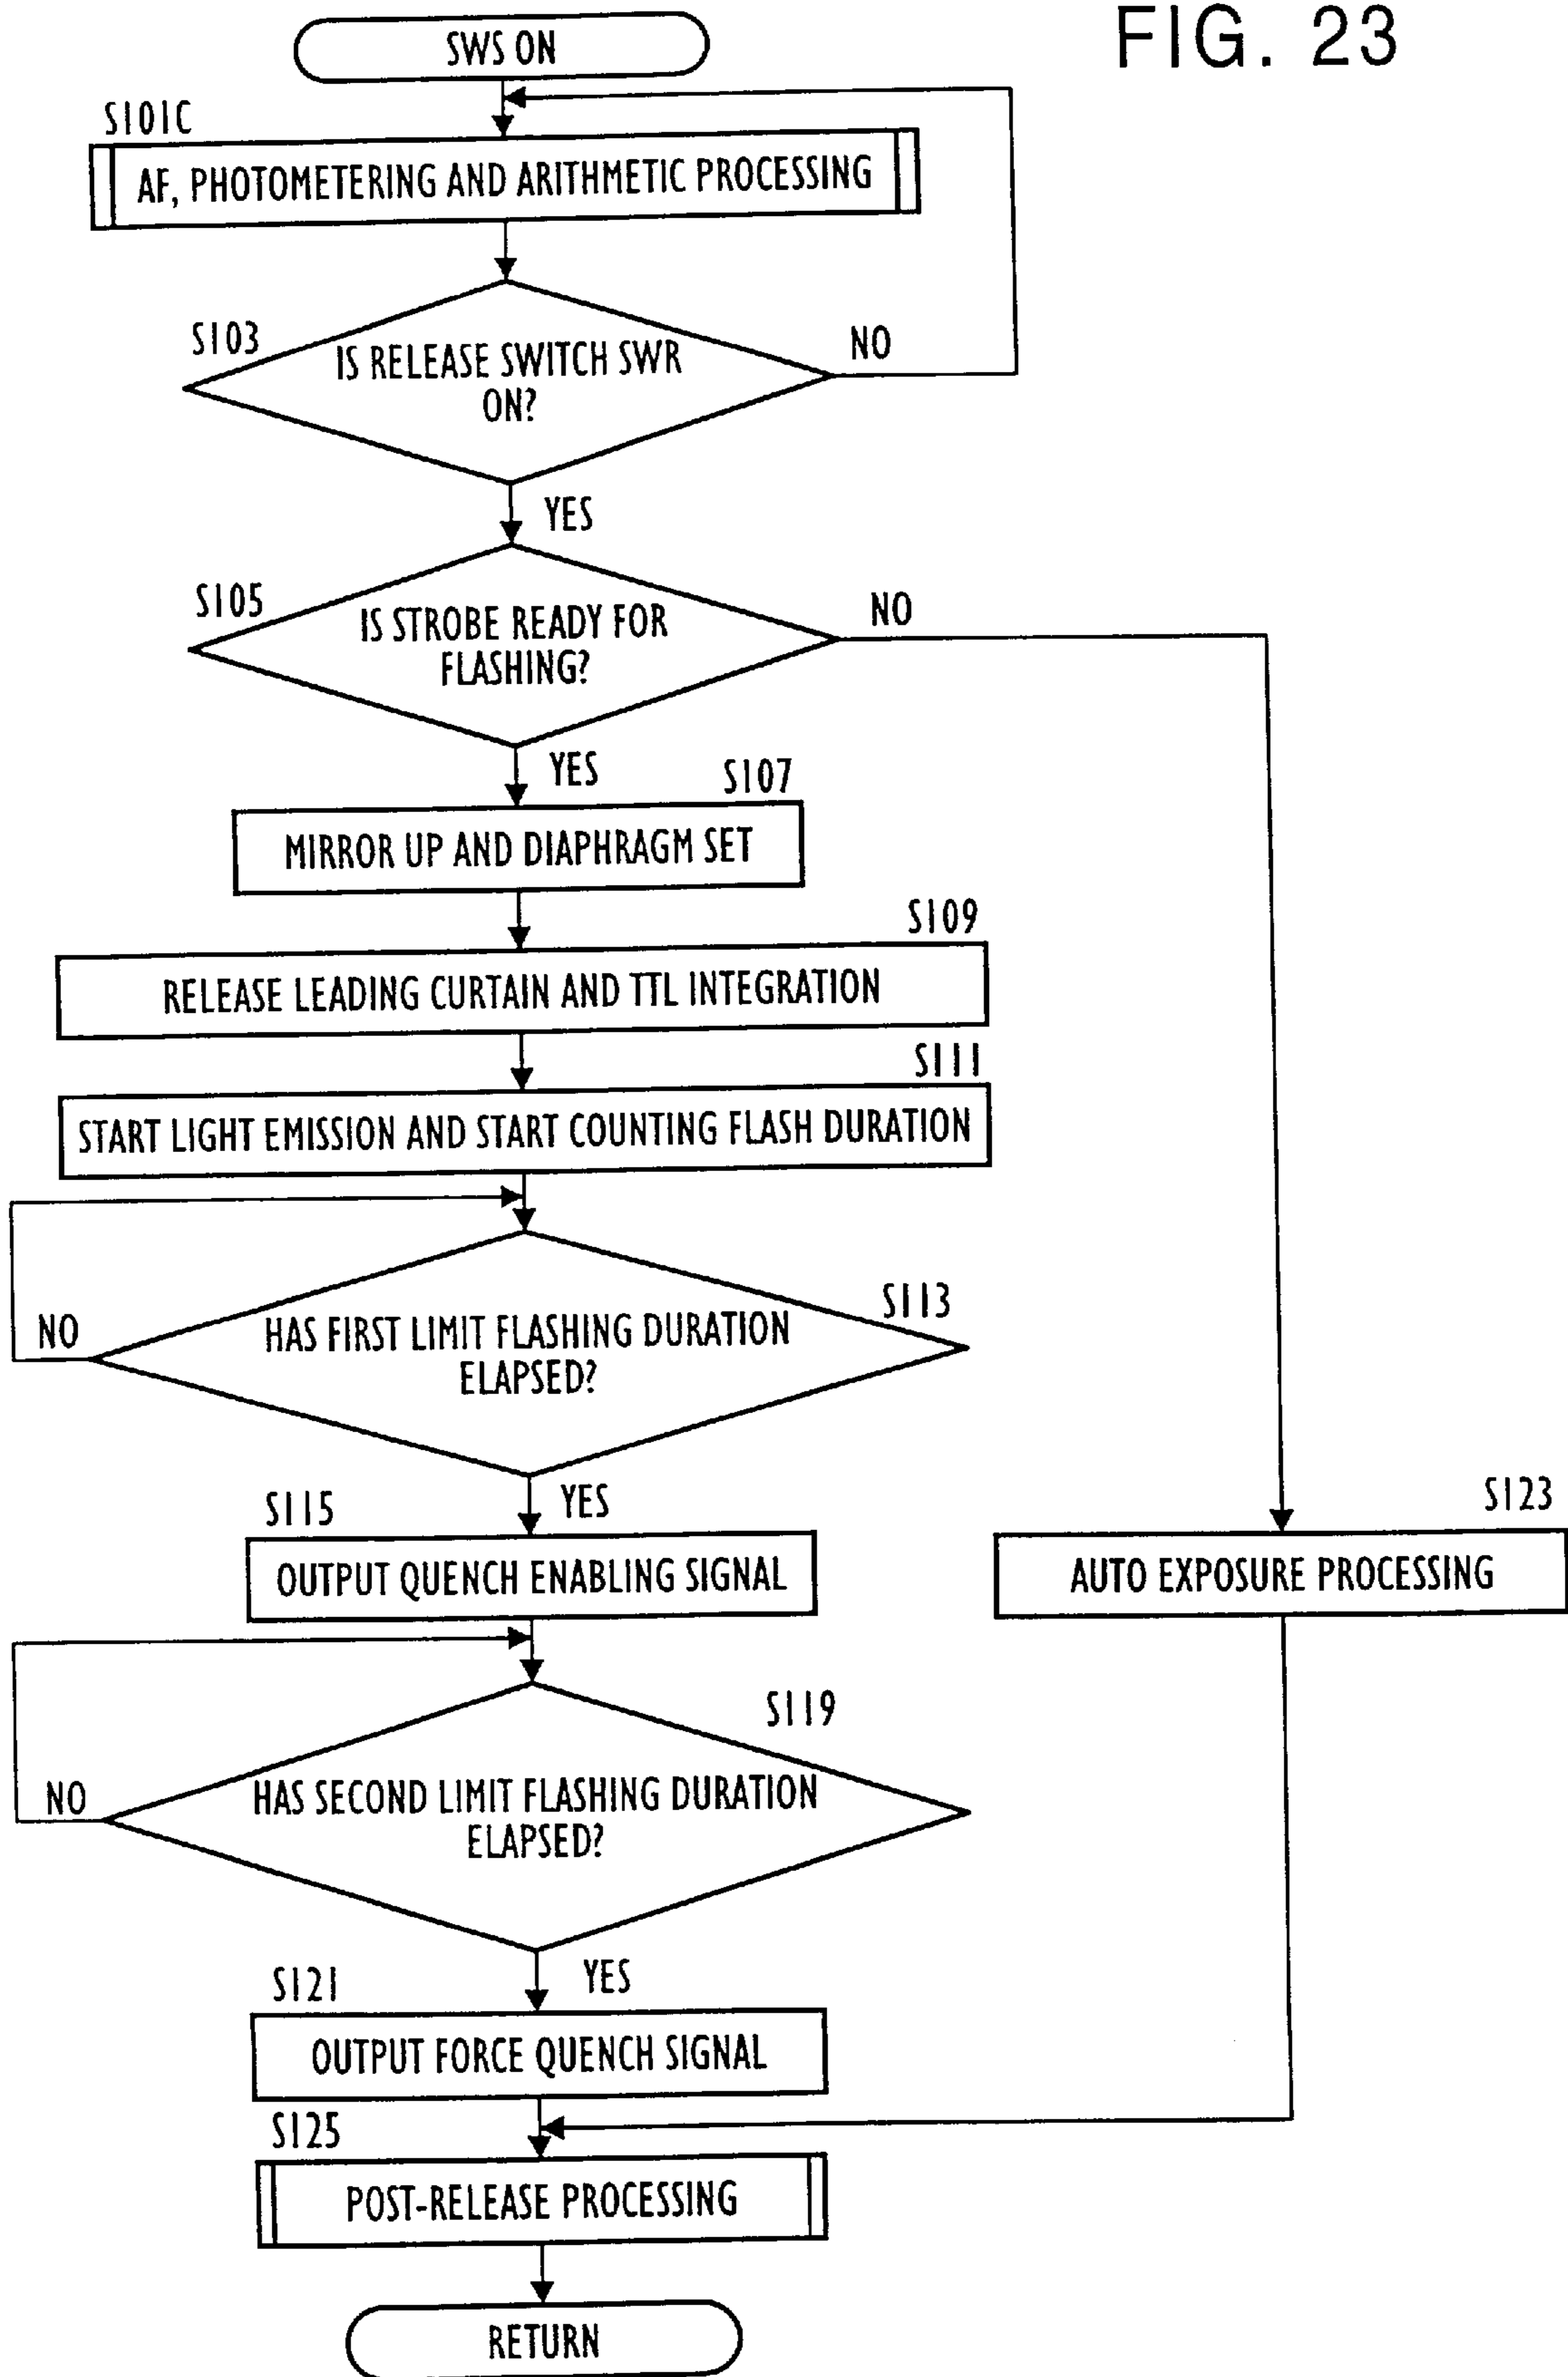 FIG. 23
SWS ON
S101C
AF, PHOTOMETERING AND ARITHMETIC PROCESSING
S103
IS RELEASE SWITCH SWR
ON?
NO
YES
S105
IS STROBE READY FOR
FLASHING?
NO
YES
S107
MIRROR UP AND DIAPHRAGM SET
S109
RELEASE LEADING CURTAIN AND TTL INTEGRATION
S111
START LIGHT EMISSION AND START COUNTING FLASH DURATION
S113
HAS FIRST LIMIT FLASHING DURATION
ELAPSED?
NO
YES
S115
OUTPUT QUENCH ENABLING SIGNAL
S123
AUTO EXPOSURE PROCESSING
S119
HAS SECOND LIMIT FLASHING DURATION
ELAPSED?
NO
YES
S121
OUTPUT FORCE QUENCH SIGNAL
S125
POST-RELEASE PROCESSING
RETURN